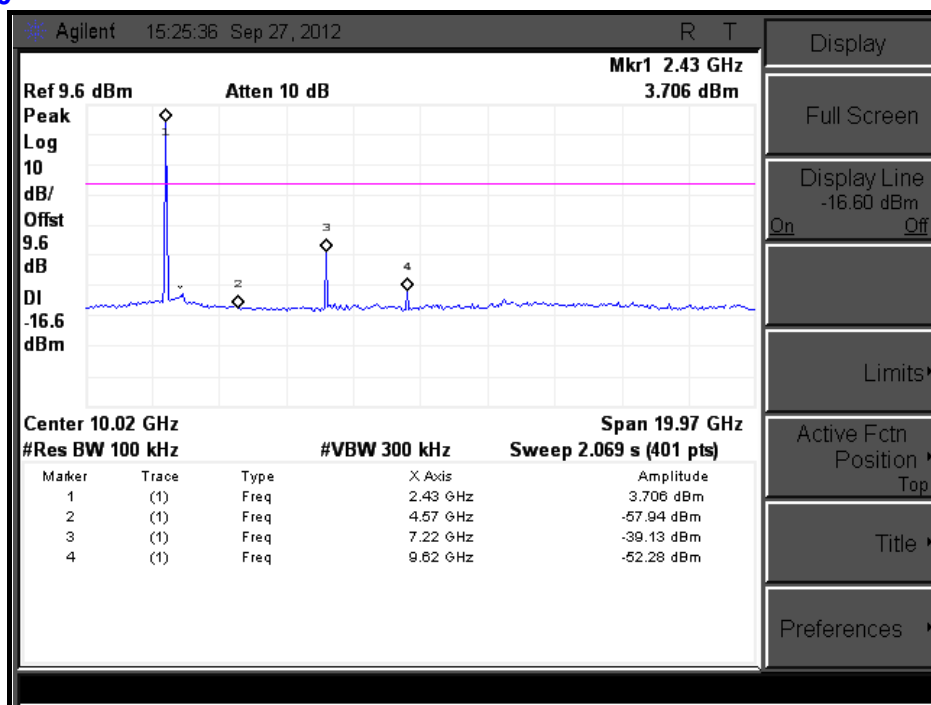 Agilent 15:25:36 Sep 27, 2012 R T
Mkr1 2.43 GHz
Ref 9.6 dBm Atten 10 dB 3.706 dBm
Peak
Log
10
dB/
Offst
9.6
dB
DI
-16.6
dBm
1
2
3
4
Center 10.02 GHz Span 19.97 GHz
#Res BW 100 kHz #VBW 300 kHz Sweep 2.069 s (401 pts)
Marker Trace Type X Axis Amplitude
1 (1) Freq 2.43 GHz 3.706 dBm
2 (1) Freq 4.57 GHz -57.94 dBm
3 (1) Freq 7.22 GHz -39.13 dBm
4 (1) Freq 9.62 GHz -52.28 dBm
Display
Full Screen
Display Line
-16.60 dBm
On Off
Limits
Active Fctn
Position
Top
Title
Preferences